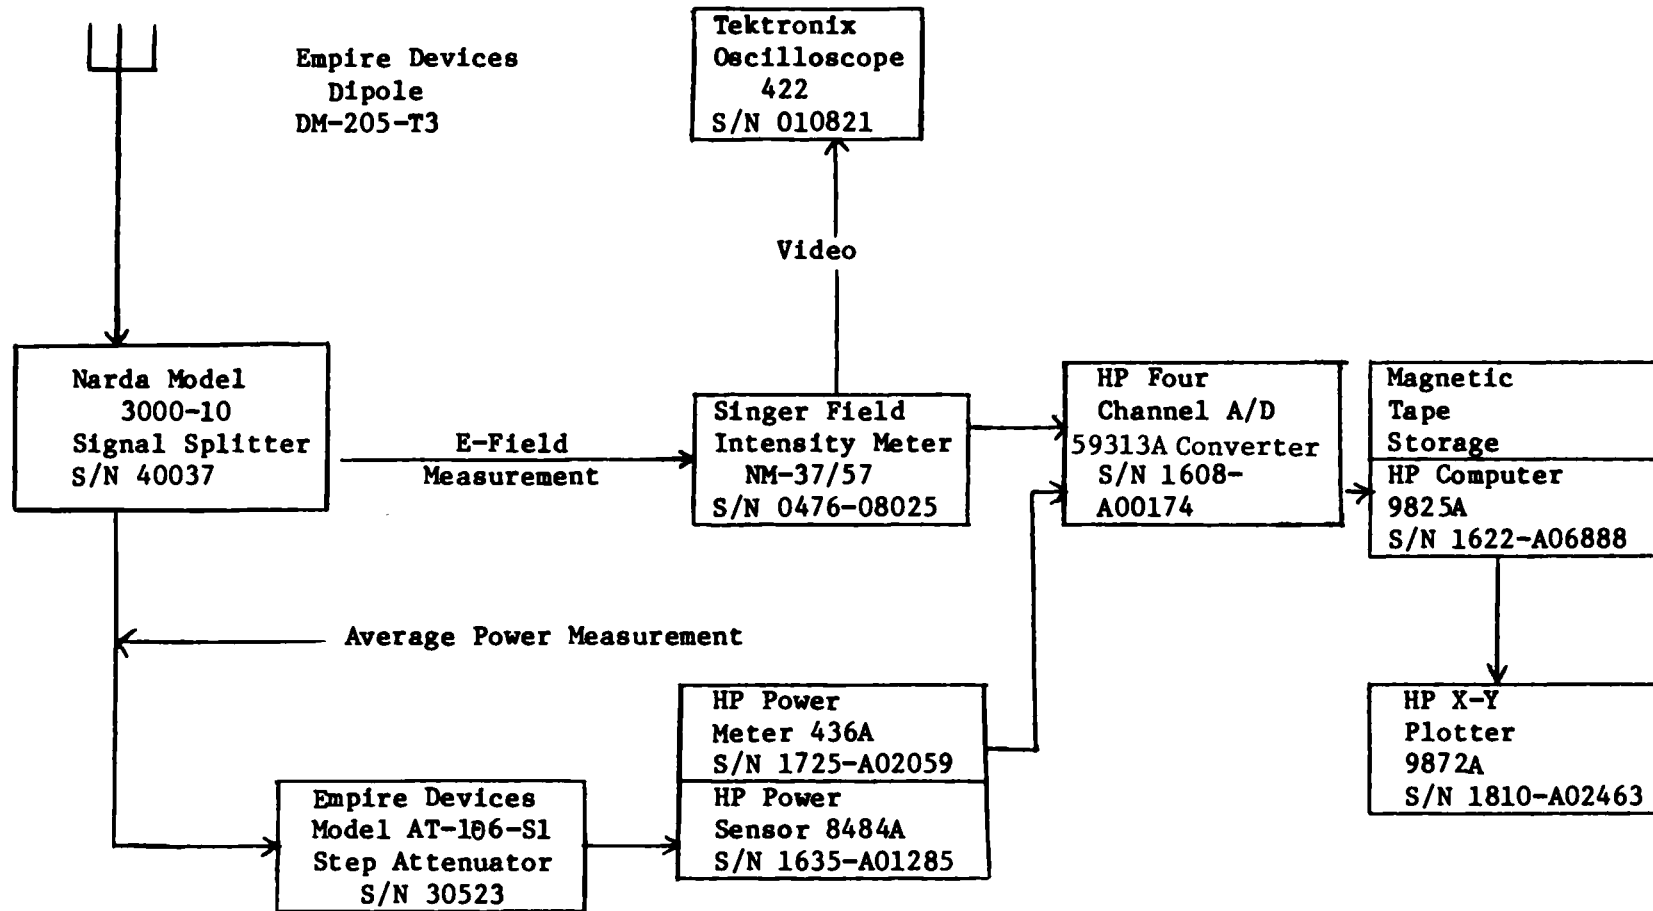 Empire Devices
Dipole
DM-205-T3
Tektronix
Oscilloscope
422
S/N 010821
Video
Narda Model
3000-10
Signal Splitter
S/N 40037
E-Field
Measurement
Singer Field
Intensity Meter
NM-37/57
S/N 0476-08025
HP Four
Channel A/D
59313A Converter
S/N 1608-
A00174
Magnetic
Tape
Storage
HP Computer
9825A
S/N 1622-A06888
Average Power Measurement
HP Power
Meter 436A
S/N 1725-A02059
HP Power
Sensor 8484A
S/N 1635-A01285
Empire Devices
Model AT-106-S1
Step Attenuator
S/N 30523
HP X-Y
Plotter
9872A
S/N 1810-A02463